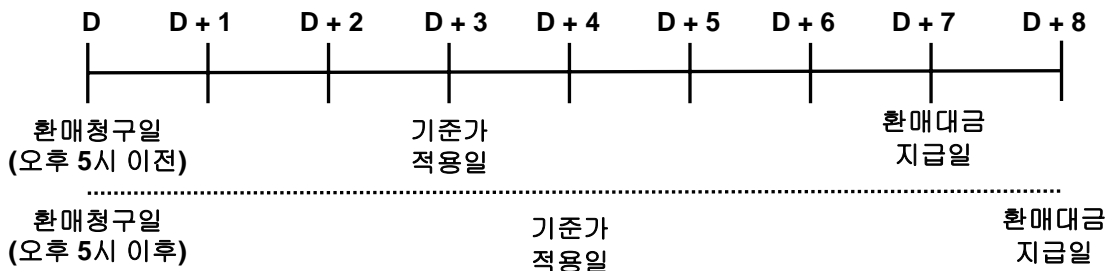 D D + 1 D + 2 D + 3 D + 4 D + 5 D + 6 D + 7 D + 8
환매청구일
(오후 5시 이전)
기준가
적용일
환매대금
지급일
환매청구일
(오후 5시 이후)
기준가
적용일
환매대금
지급일